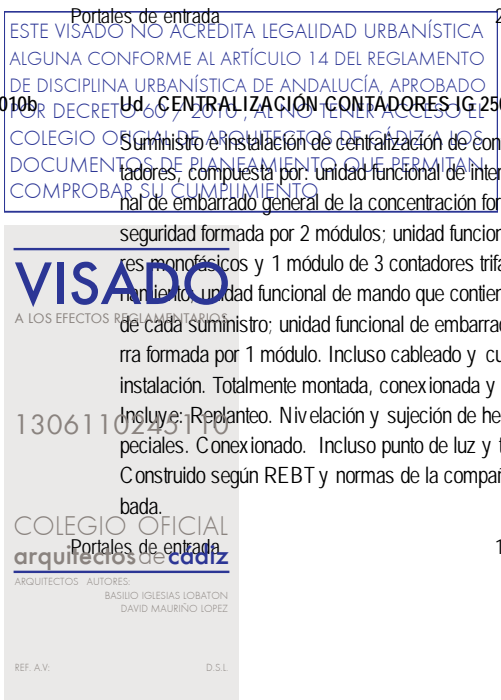 Portales de entrada 2
ESTE VISADO NO ACREDITA LEGALIDAD URBANÍSTICA
ALGUNA CONFORME AL ARTÍCULO 14 DEL REGLAMENTO
DE DISCIPLINA URBANÍSTICA DE ANDALUCÍA, APROBADO
POR DECRETO 60 / 2010 , AL NO TENER ACCESO EL
COLEGIO OFICIAL DE ARQUITECTOS DE CÁDIZ A LOS
DOCUMENTOS DE PLANEAMIENTO QUE PERMITAN
COMPROBAR SU CUMPLIMIENTO
010b Ud CENTRALIZACIÓN CONTADORES IG 250
Suministro e instalación de centralización de con
tadores, compuesta por: unidad funcional de inter
nal de embarrado general de la concentración for
seguridad formada por 2 módulos; unidad funcion
res monofásicos y 1 módulo de 3 contadores trifá
namiento; unidad funcional de mando que contien
de cada suministro; unidad funcional de embarrad
rra formada por 1 módulo. Incluso cableado y cu
instalación. Totalmente montada, conexionada y
Incluye: Replanteo. Nivelación y sujeción de he
peciales. Conexionado. Incluso punto de luz y t
Construido según REBT y normas de la compañ
bada.
Portales de entrada 1
VISADO
A LOS EFECTOS REGLAMENTARIOS
1306110245110
COLEGIO OFICIAL
arquitectos de cádiz
ARQUITECTOS AUTORES:
BASILIO IGLESIAS LOBATON
DAVID MAURIÑO LOPEZ
REF. A.V: D.S.L.